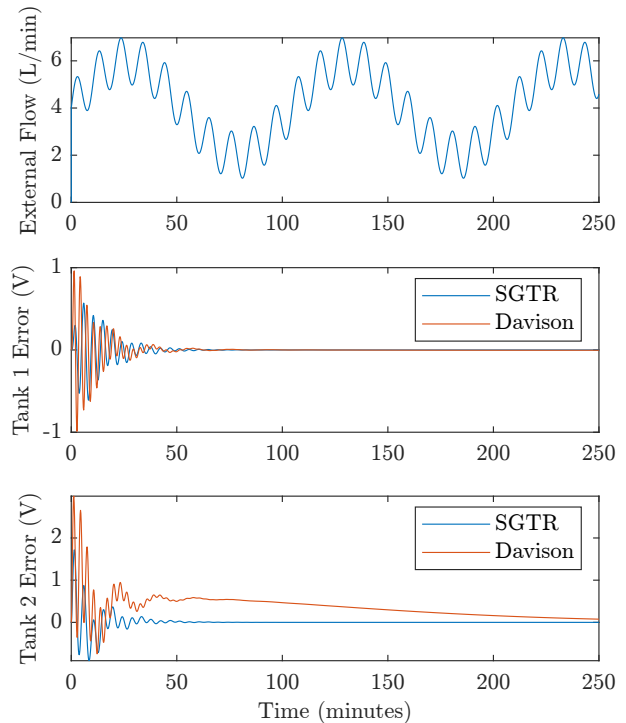 External Flow (L/min)
6
4
2
0
0 50 100 150 200 250
Tank 1 Error (V)
1
0
-1
SGTR
Davison
0 50 100 150 200 250
Tank 2 Error (V)
2
1
0
SGTR
Davison
0 50 100 150 200 250
Time (minutes)